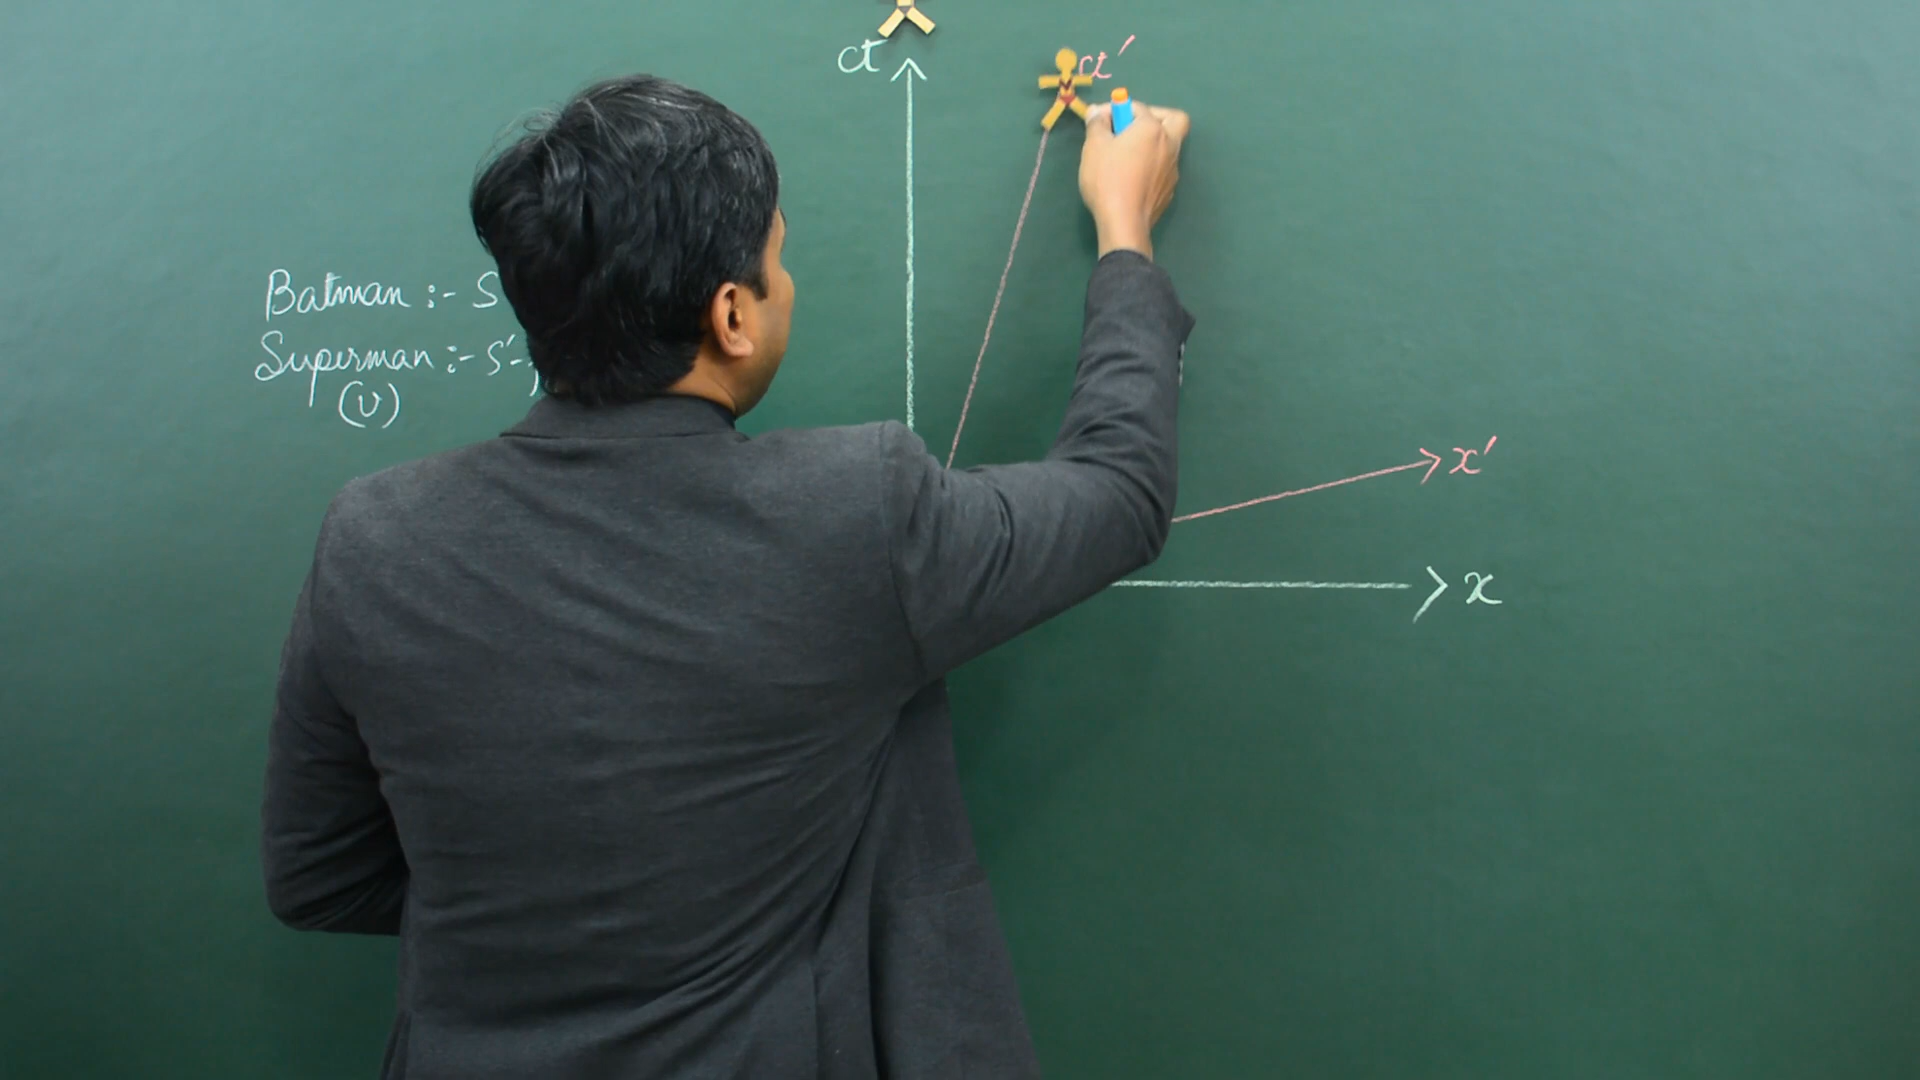 ct
ct'
Batman :- S
Superman :- S'-
(v)
x'
x